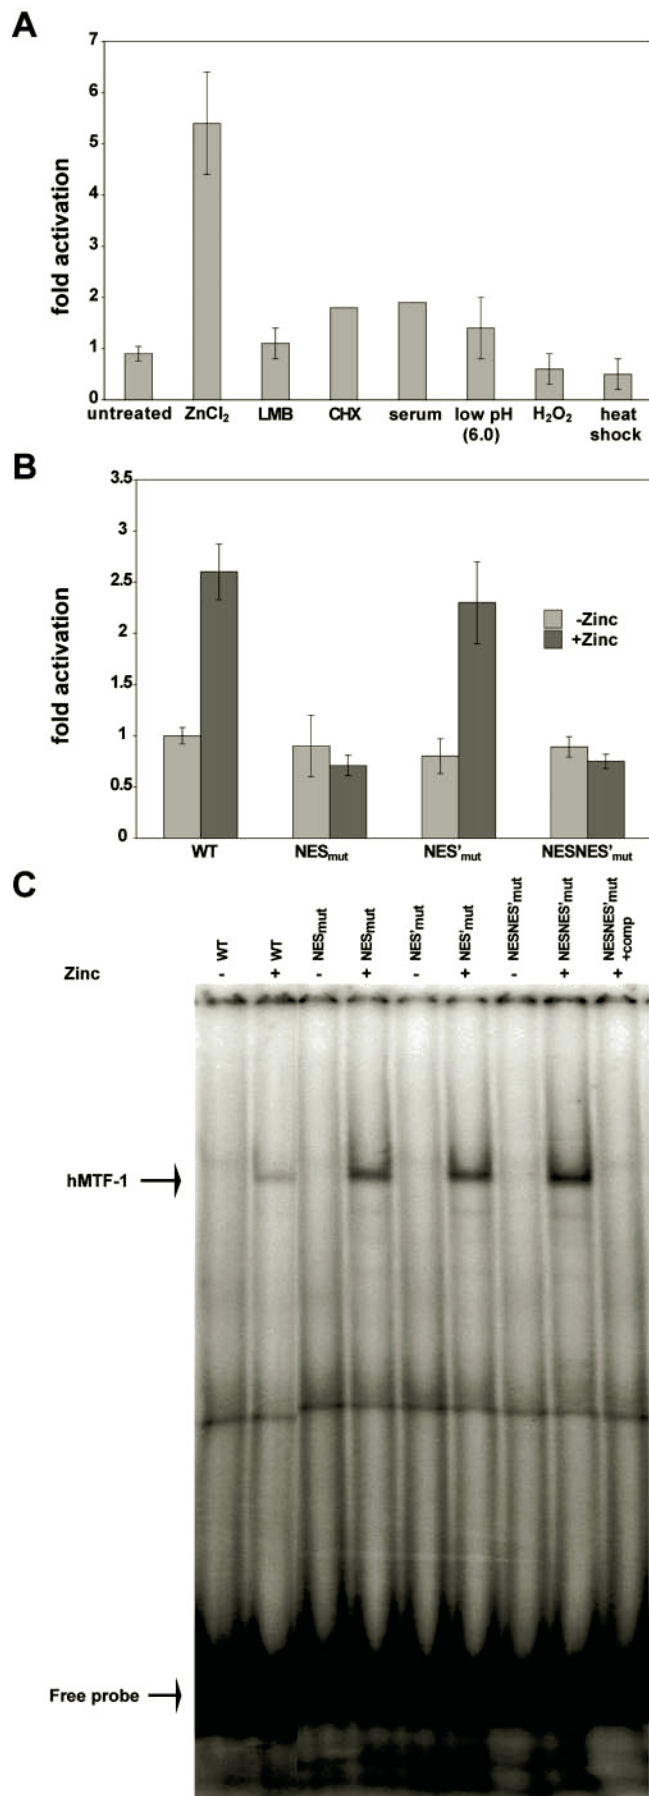 A
fold activation
7
6
5
4
3
2
1
0
untreated ZnCl₂ LMB CHX serum low pH (6.0) H₂O₂ heat shock
B
fold activation
3.5
3
2.5
2
1.5
1
0.5
0
-Zinc
+Zinc
WT NESmut NES'mut NESNES'mut
C
WT
WT
NESmut
NESmut
NES'mut
NES'mut
NESNES'mut
NESNES'mut
NESNES'mut
+comp
Zinc - + - + - + - + +
hMTF-1
Free probe